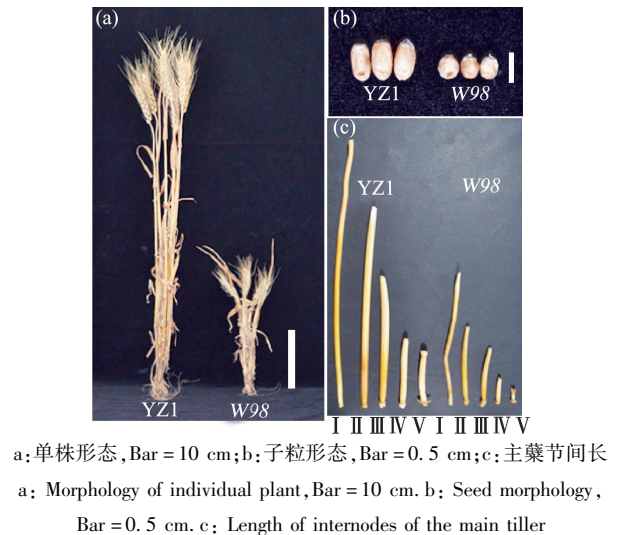 (a)
YZ1 W98
(b)
YZ1 W98
(c)
YZ1 W98
Ⅰ Ⅱ Ⅲ Ⅳ Ⅴ Ⅰ Ⅱ Ⅲ Ⅳ Ⅴ
a:单株形态,Bar = 10 cm;b:子粒形态,Bar = 0. 5 cm;c:主蘖节间长
a: Morphology of individual plant, Bar = 10 cm. b: Seed morphology,
Bar = 0. 5 cm. c: Length of internodes of the main tiller